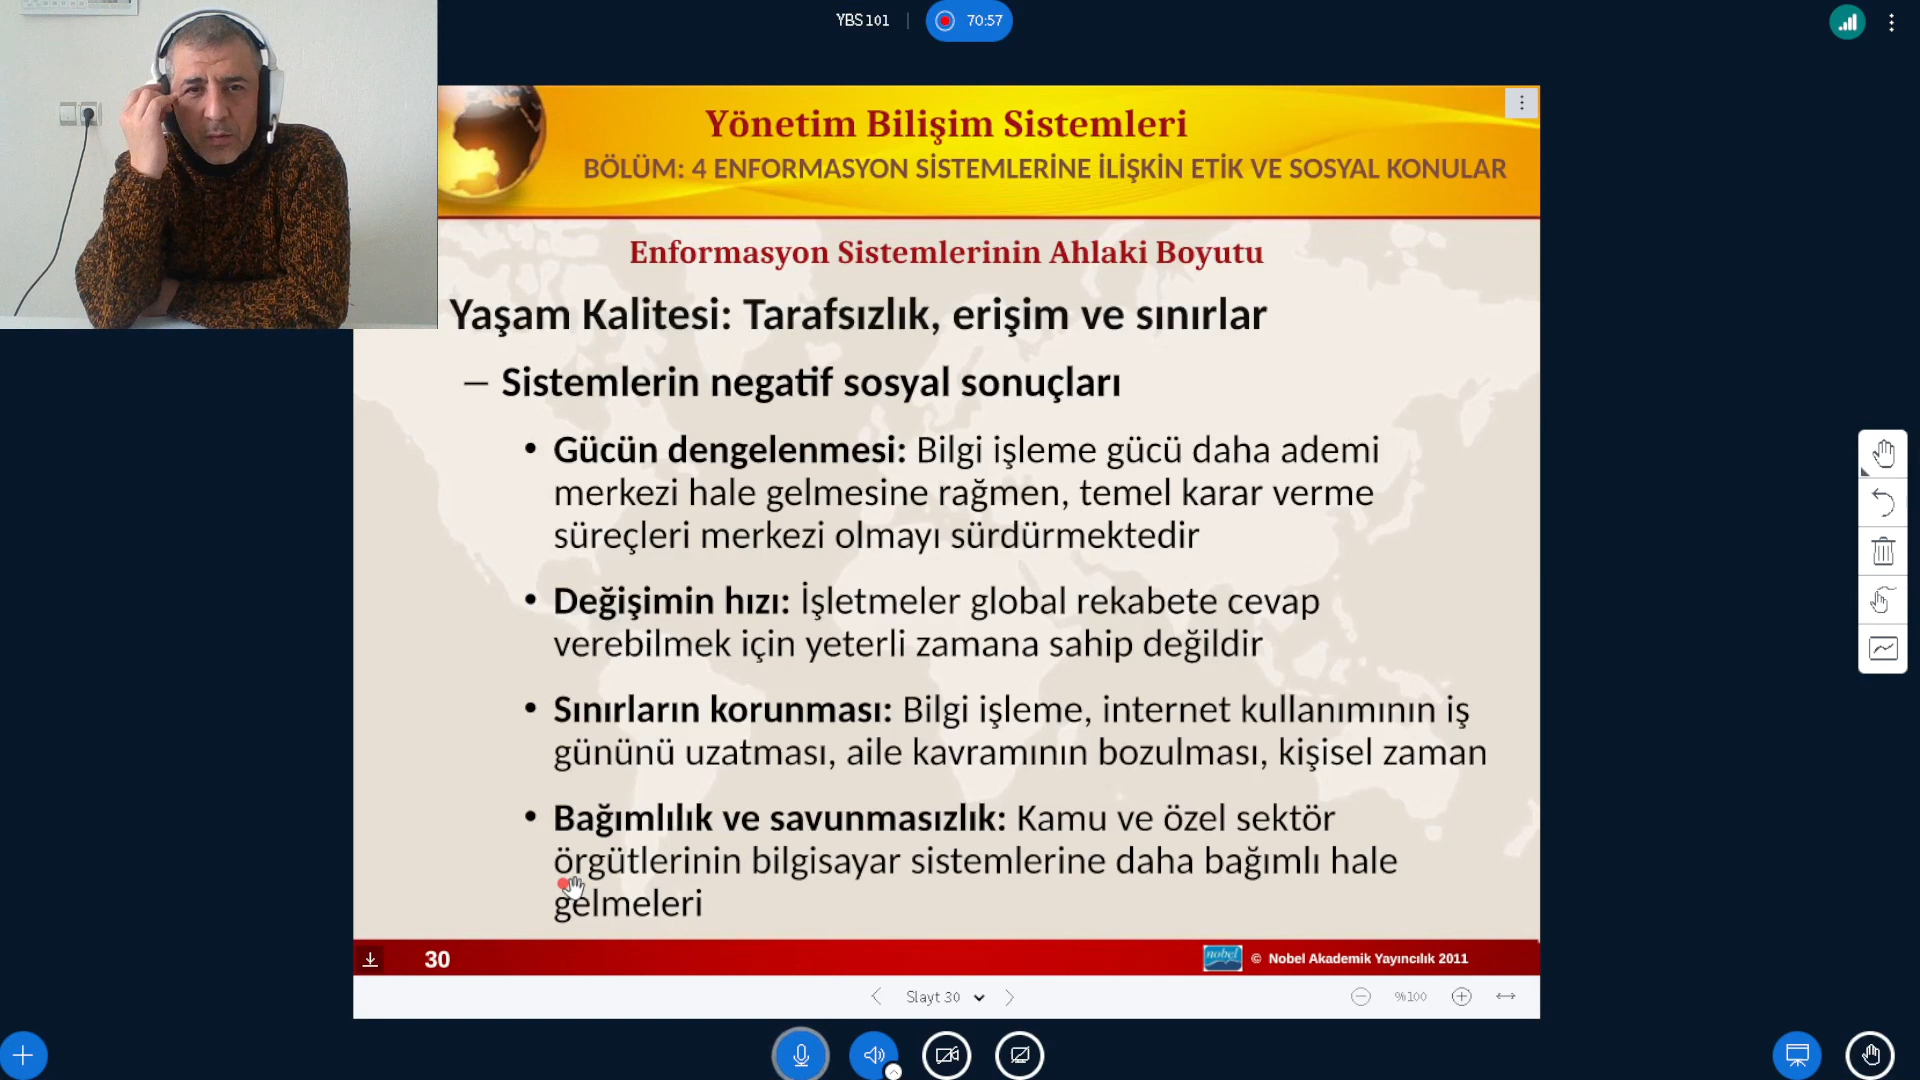 YBS 101
70:57
Yönetim Bilişim Sistemleri
BÖLÜM: 4 ENFORMASYON SİSTEMLERİNE İLİŞKİN ETİK VE SOSYAL KONULAR
Enformasyon Sistemlerinin Ahlaki Boyutu
Yaşam Kalitesi: Tarafsızlık, erişim ve sınırlar
– Sistemlerin negatif sosyal sonuçları
• Gücün dengelenmesi: Bilgi işleme gücü daha ademi
merkezi hale gelmesine rağmen, temel karar verme
süreçleri merkezi olmayı sürdürmektedir
• Değişimin hızı: İşletmeler global rekabete cevap
verebilmek için yeterli zamana sahip değildir
• Sınırların korunması: Bilgi işleme, internet kullanımının iş
gününü uzatması, aile kavramının bozulması, kişisel zaman
• Bağımlılık ve savunmasızlık: Kamu ve özel sektör
örgütlerinin bilgisayar sistemlerine daha bağımlı hale
gelmeleri
30
nobel
© Nobel Akademik Yayıncılık 2011
Slayt 30
%100